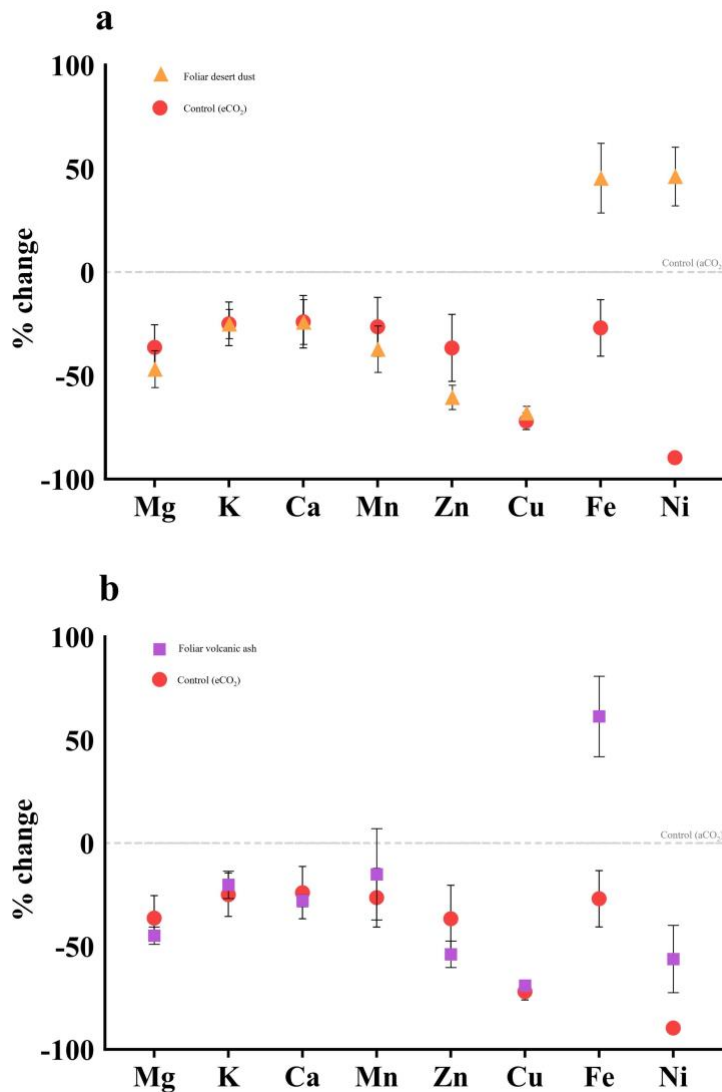 a
100
Foliar desert dust
Control (eCO₂)
50
Control (aCO₂
0
% change
-50
-100
Mg K Ca Mn Zn Cu Fe Ni
b
100
Foliar volcanic ash
Control (eCO₂)
50
Control (aCO₂)
0
% change
-50
-100
Mg K Ca Mn Zn Cu Fe Ni